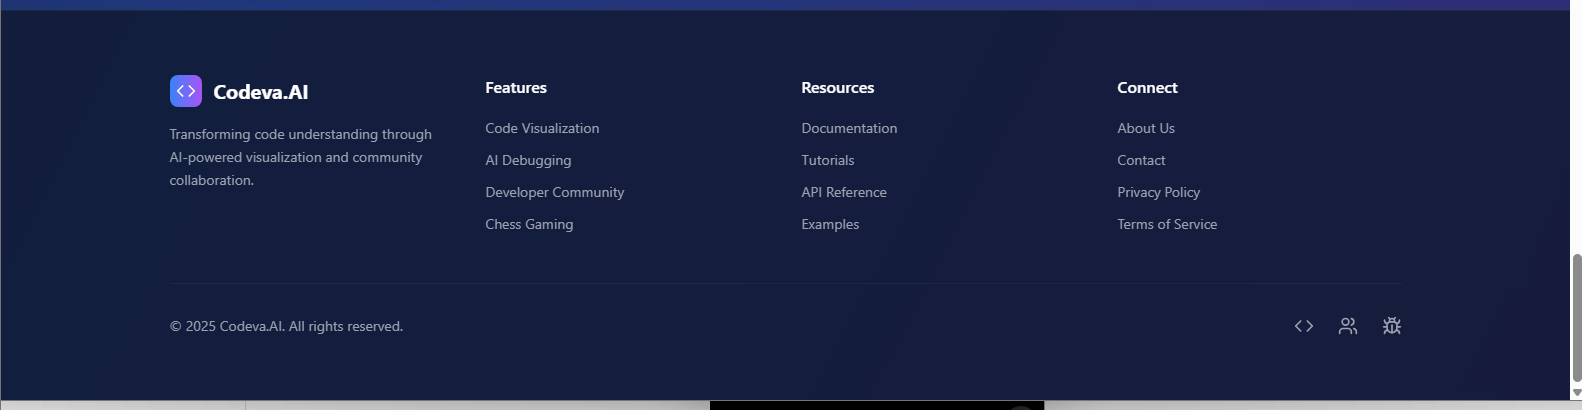 Codeva.AI
Transforming code understanding through
AI-powered visualization and community
collaboration.
Features
Code Visualization
AI Debugging
Developer Community
Chess Gaming
Resources
Documentation
Tutorials
API Reference
Examples
Connect
About Us
Contact
Privacy Policy
Terms of Service
© 2025 Codeva.AI. All rights reserved.